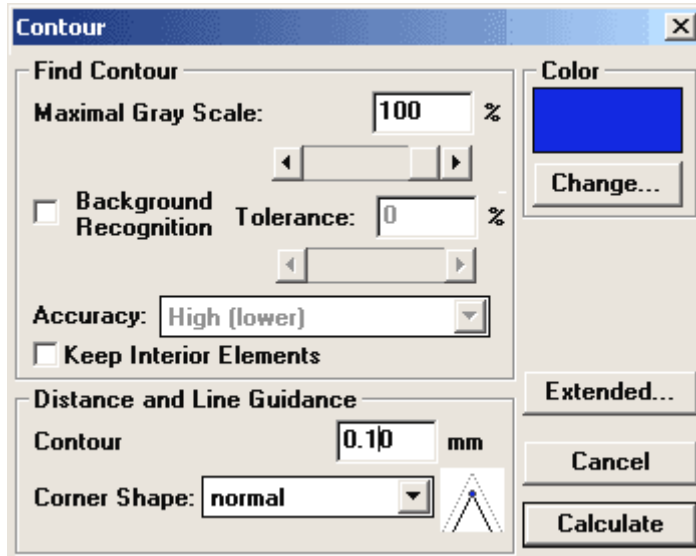 Contour
Find Contour
Maximal Gray Scale: 100 %
Background Recognition
Tolerance: 0 %
Accuracy: High (lower)
Keep Interior Elements
Distance and Line Guidance
Contour 0.10 mm
Corner Shape: normal
Color
Change...
Extended...
Cancel
Calculate